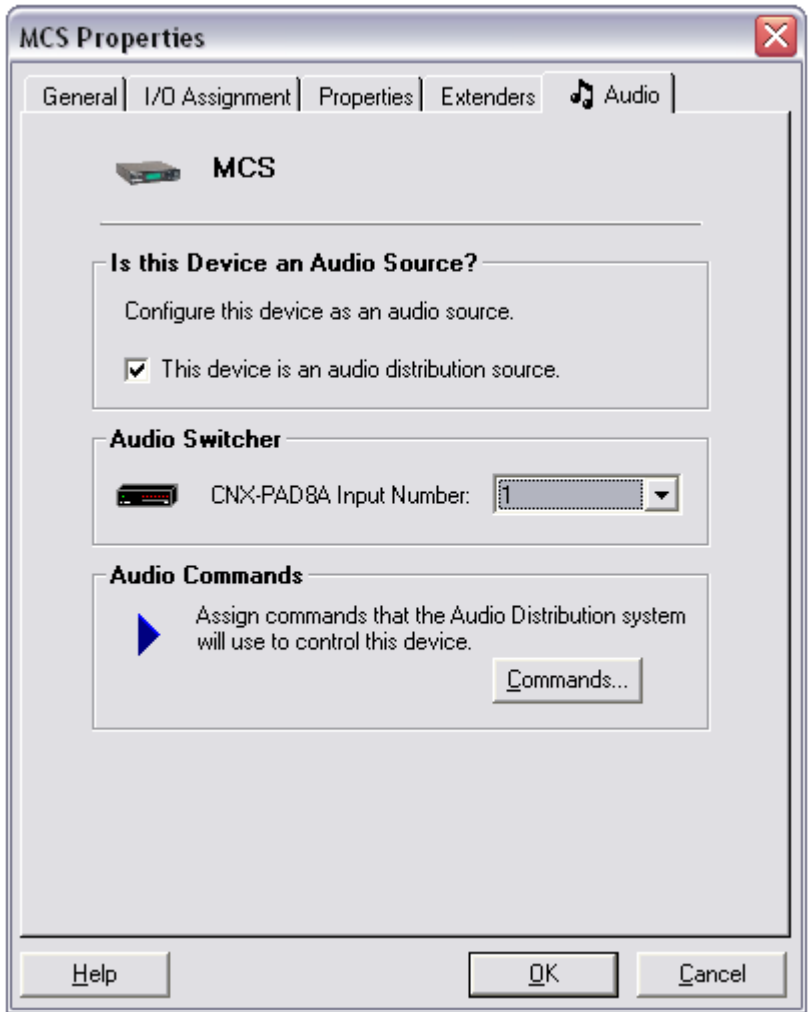 MCS Properties
General I/O Assignment Properties Extenders Audio
MCS
Is this Device an Audio Source?
Configure this device as an audio source.
This device is an audio distribution source.
Audio Switcher
CNX-PAD8A Input Number: 1
Audio Commands
Assign commands that the Audio Distribution system
will use to control this device.
Commands...
Help OK Cancel